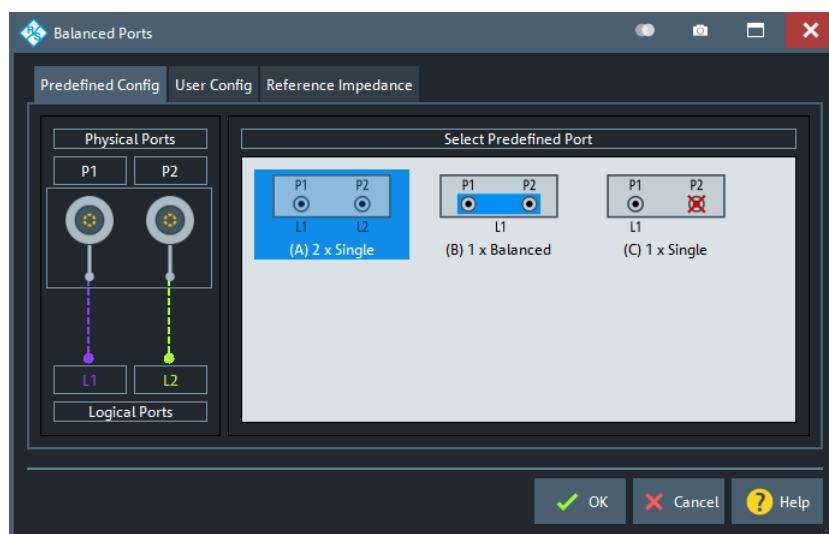 R&S Balanced Ports
Predefined Config User Config Reference Impedance
Physical Ports
P1 P2
L1 L2
Logical Ports
Select Predefined Port
P1 P2
L1 L2
(A) 2 x Single
P1 P2
L1
(B) 1 x Balanced
P1 P2
L1
(C) 1 x Single
OK Cancel ? Help